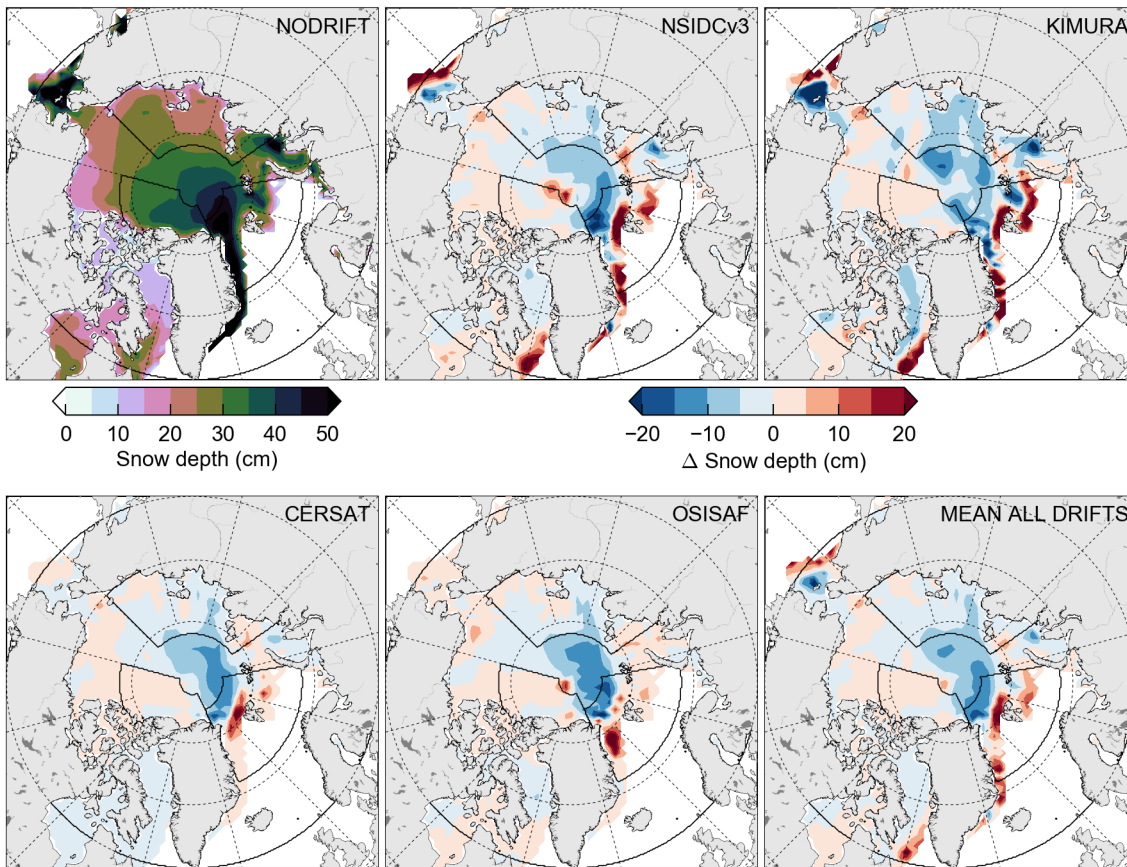 NODRIFT
NSIDCv3
KIMURA
0 10 20 30 40 50
Snow depth (cm)
−20 −10 0 10 20
Δ Snow depth (cm)
CERSAT
OSISAF
MEAN ALL DRIFTS